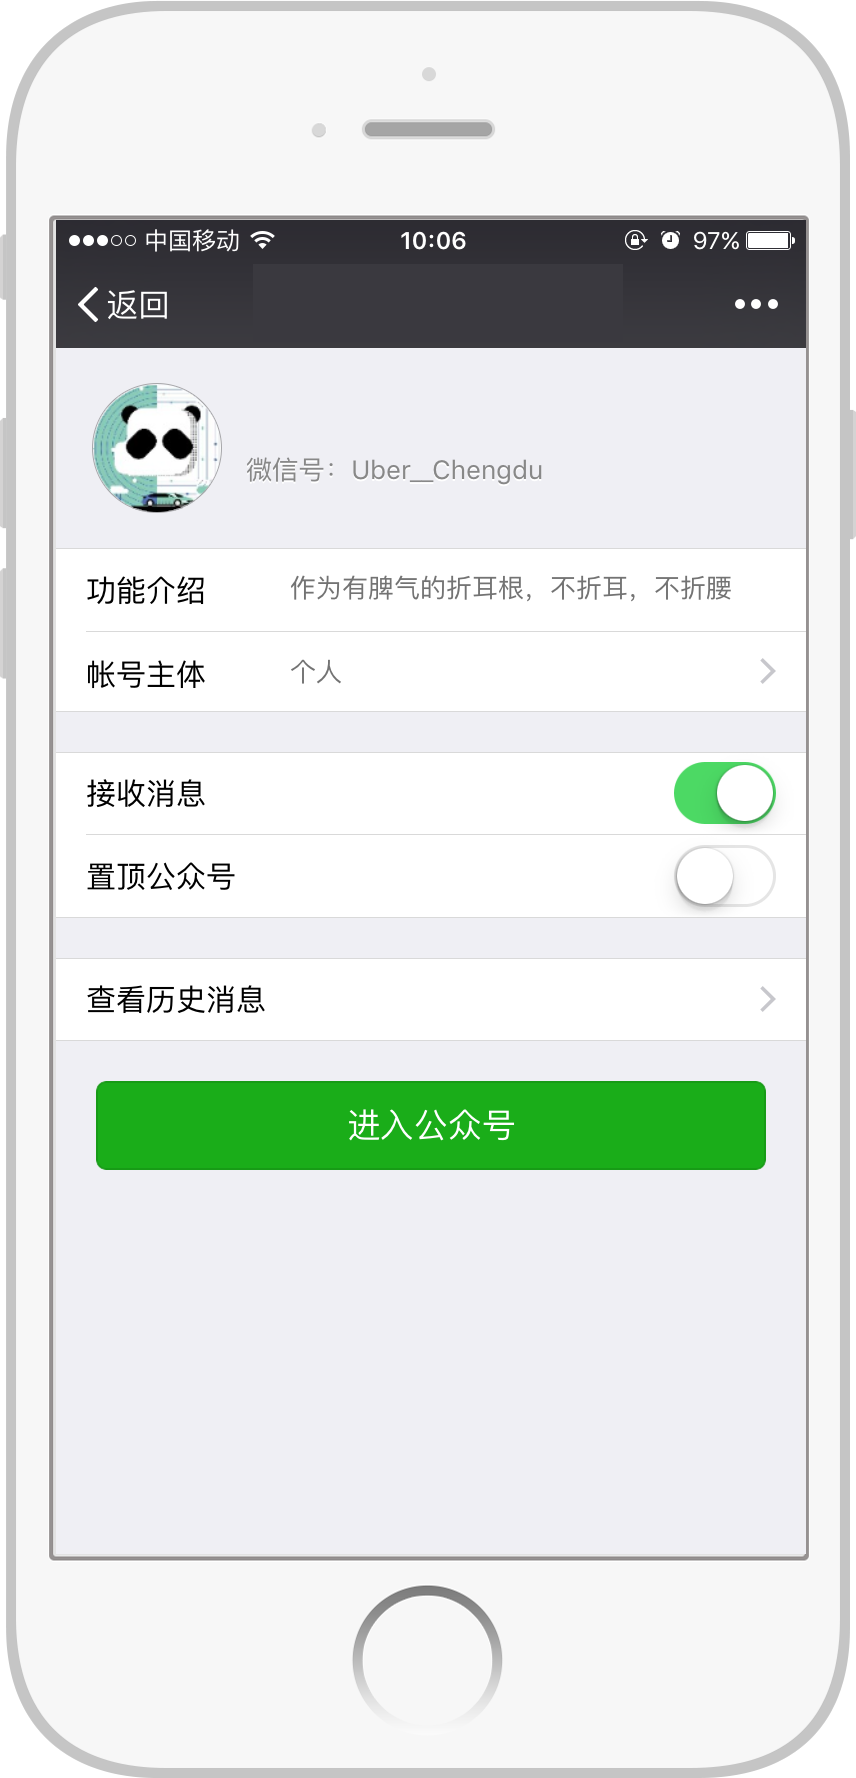 中国移动 10:06 97%
返回
微信号：Uber__Chengdu
功能介绍 作为有脾气的折耳根，不折耳，不折腰
帐号主体 个人
接收消息
置顶公众号
查看历史消息
进入公众号